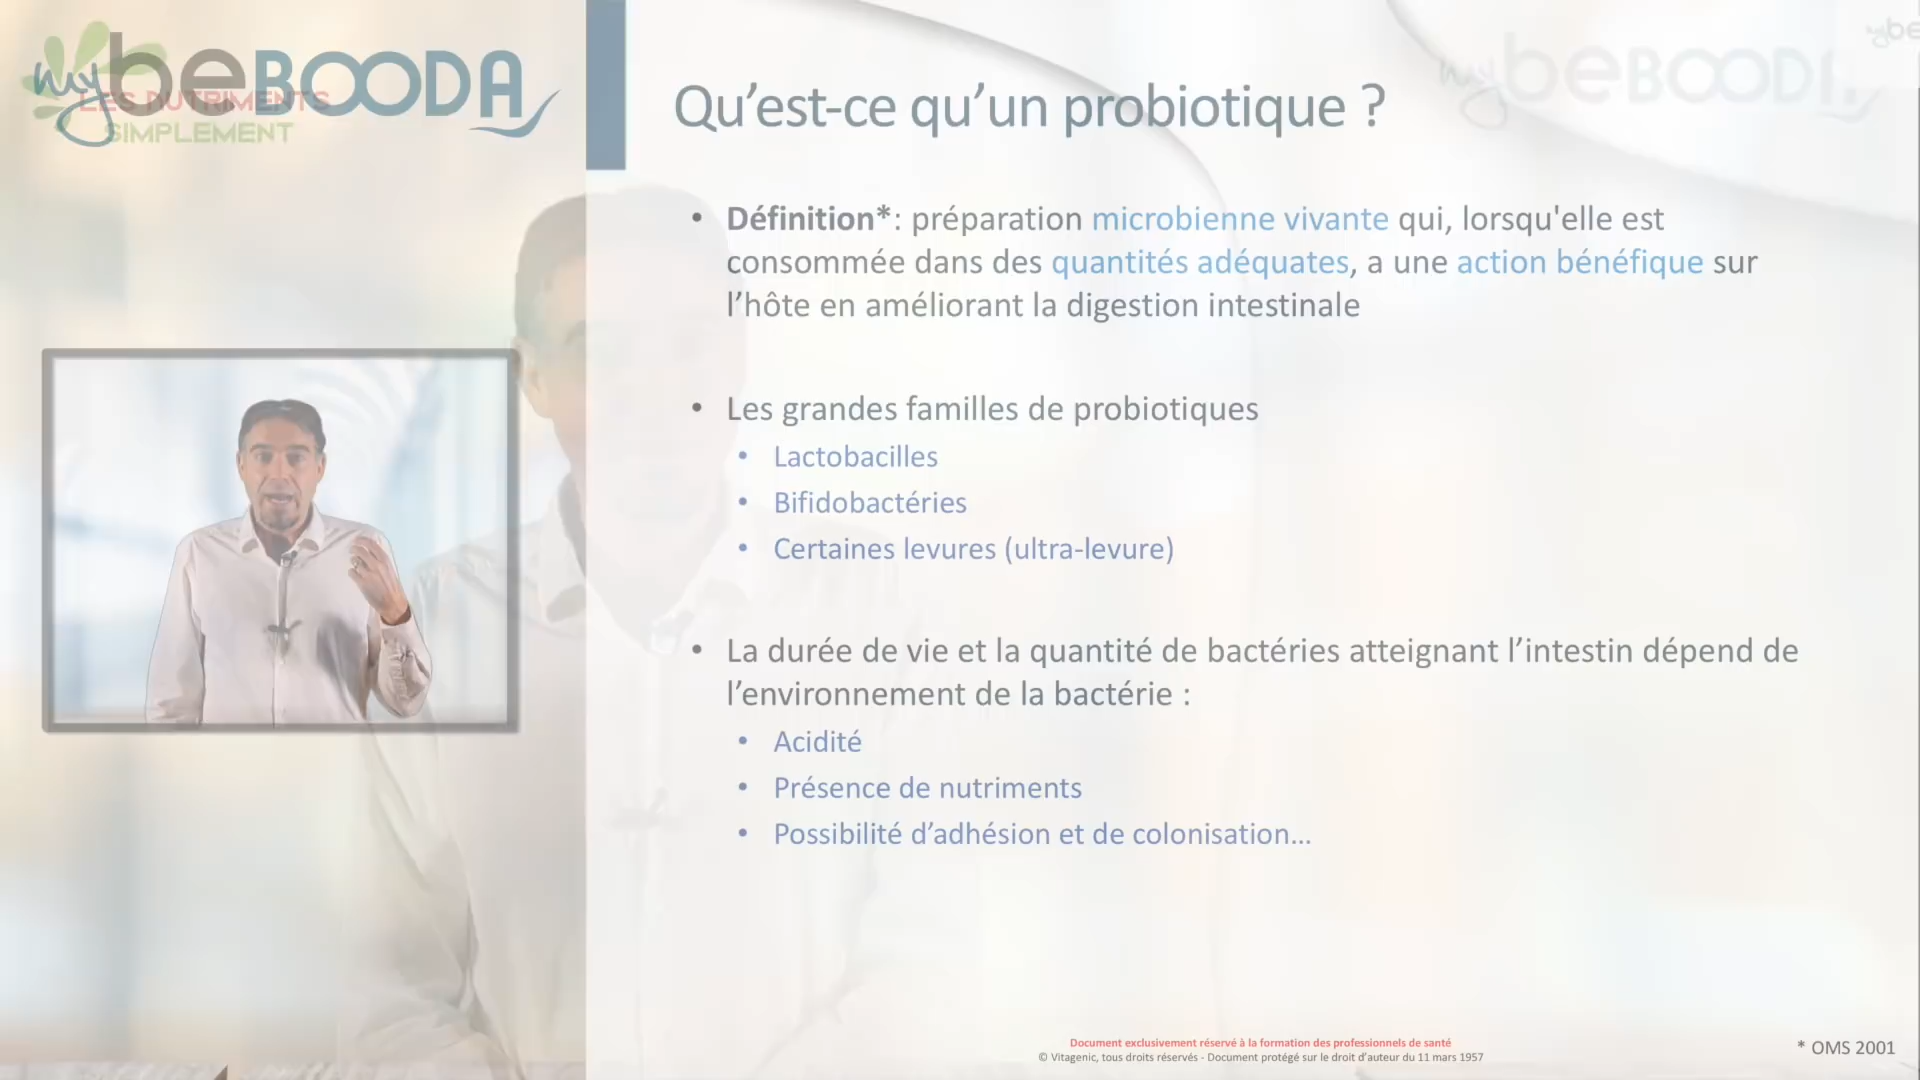 my beBOODA
LES NUTRIMENTS
SIMPLEMENT
Qu’est-ce qu’un probiotique ?
my beBOODA
my be
• Définition*: préparation microbienne vivante qui, lorsqu'elle est
consommée dans des quantités adéquates, a une action bénéfique sur
l’hôte en améliorant la digestion intestinale
• Les grandes familles de probiotiques
• Lactobacilles
• Bifidobactéries
• Certaines levures (ultra-levure)
• La durée de vie et la quantité de bactéries atteignant l’intestin dépend de
l’environnement de la bactérie :
• Acidité
• Présence de nutriments
• Possibilité d’adhésion et de colonisation…
Document exclusivement réservé à la formation des professionnels de santé
© Vitagenic, tous droits réservés - Document protégé sur le droit d’auteur du 11 mars 1957
* OMS 2001